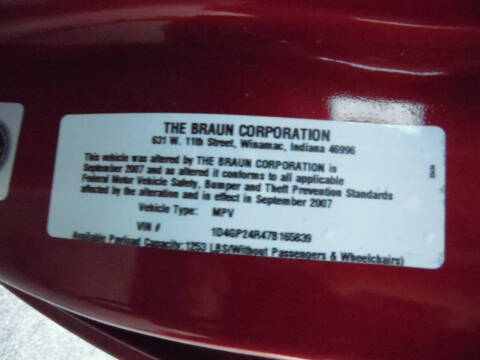 THE BRAUN CORPORATION
631 W. 11th Street, Winamac, Indiana 46996
This vehicle was altered by THE BRAUN CORPORATION in
September 2007 and as altered it conforms to all applicable
Federal Motor Vehicle Safety, Bumper and Theft Prevention Standards
affected by the alteration and in effect in September 2007
Vehicle Type: MPV
VIN # 1D4GP24R47B165839
Available Payload Capacity: 1253 LBS(Without Passengers & Wheelchairs)